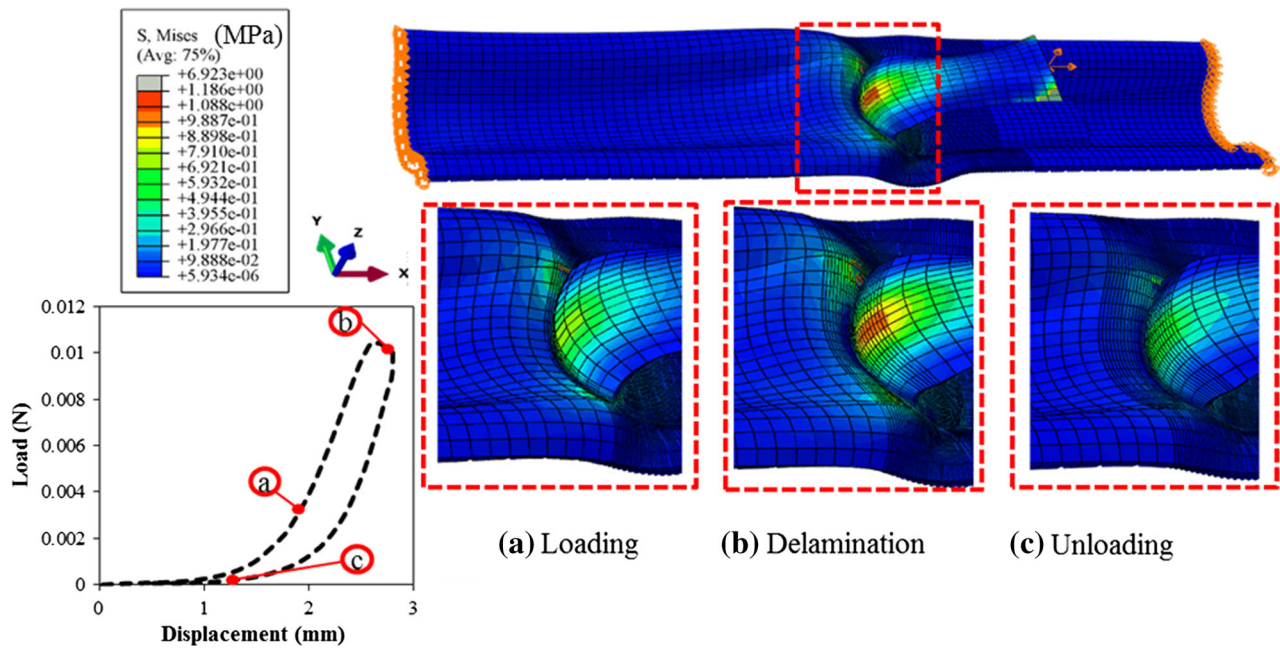 S, Mises (MPa)
(Avg: 75%)
+6.923e+00
+1.186e+00
+1.088e+00
+9.887e-01
+8.898e-01
+7.910e-01
+6.921e-01
+5.932e-01
+4.944e-01
+3.955e-01
+2.966e-01
+1.977e-01
+9.888e-02
+5.934e-06
Y
Z
X
0.012
0.01
0.008
0.006
0.004
0.002
0
0 1 2 3
Load (N)
Displacement (mm)
b
a
c
(a) Loading
(b) Delamination
(c) Unloading